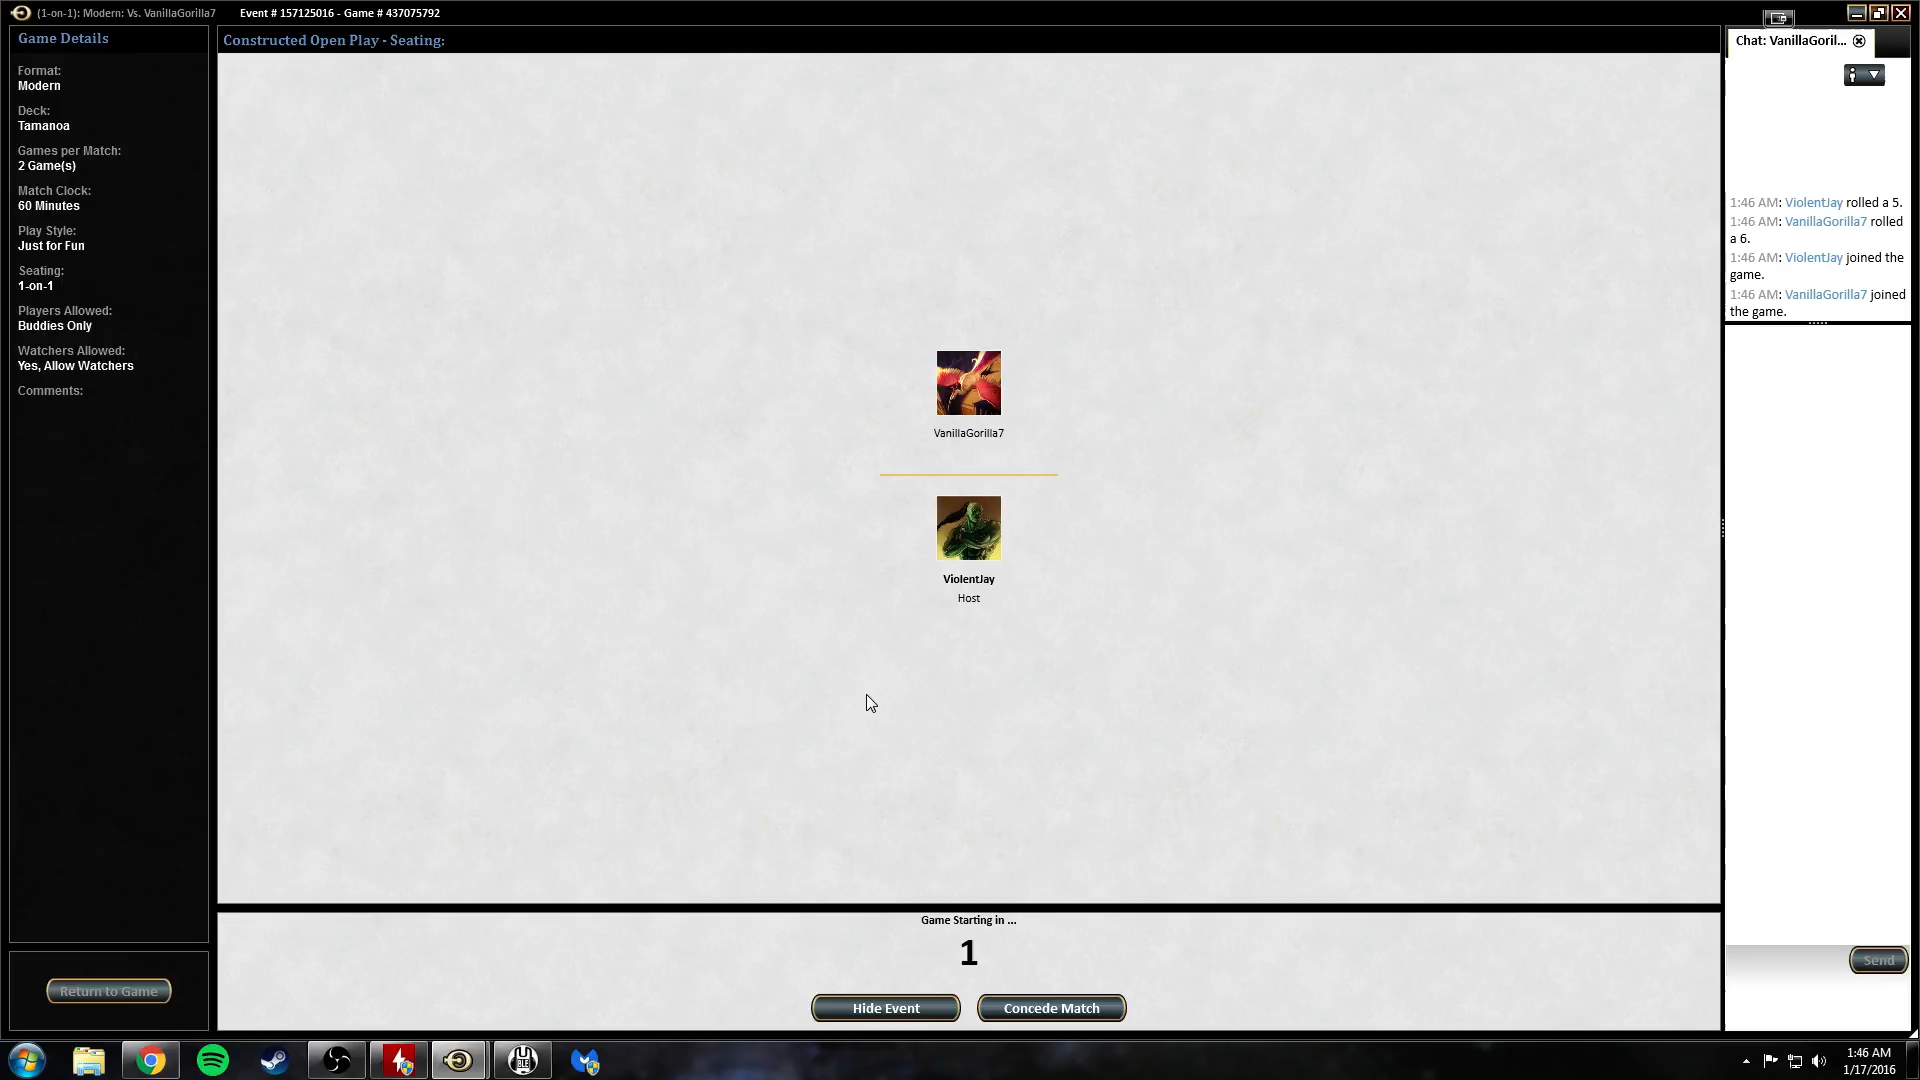 (1-on-1): Modern: Vs. VanillaGorilla7
Event # 157125016 - Game # 437075792
Game Details
Format:
Modern
Deck:
Tamanoa
Games per Match:
2 Game(s)
Match Clock:
60 Minutes
Play Style:
Just for Fun
Seating:
1-on-1
Players Allowed:
Buddies Only
Watchers Allowed:
Yes, Allow Watchers
Comments:
Return to Game
Constructed Open Play - Seating:
VanillaGorilla7
ViolentJay
Host
Game Starting in ...
1
Hide Event
Concede Match
Chat: VanillaGoril...
1:46 AM: ViolentJay rolled a 5.
1:46 AM: VanillaGorilla7 rolled
a 6.
1:46 AM: ViolentJay joined the
game.
1:46 AM: VanillaGorilla7 joined
the game.
Send
1:46 AM
1/17/2016